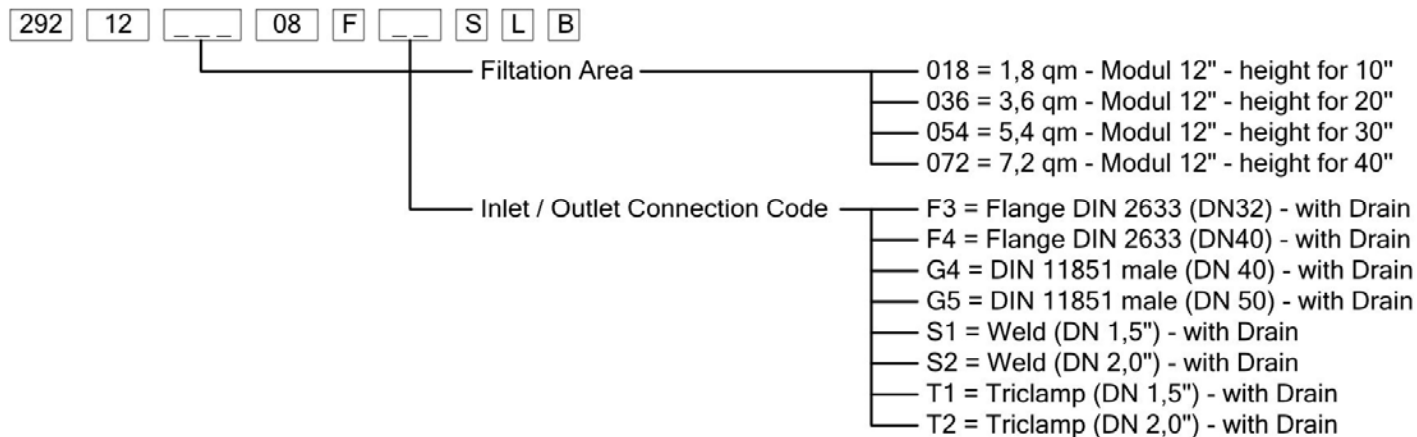 292 12 _ _ _ 08 F _ _ S L B
Filtation Area
018 = 1,8 qm - Modul 12" - height for 10"
036 = 3,6 qm - Modul 12" - height for 20"
054 = 5,4 qm - Modul 12" - height for 30"
072 = 7,2 qm - Modul 12" - height for 40"
Inlet / Outlet Connection Code
F3 = Flange DIN 2633 (DN32) - with Drain
F4 = Flange DIN 2633 (DN40) - with Drain
G4 = DIN 11851 male (DN 40) - with Drain
G5 = DIN 11851 male (DN 50) - with Drain
S1 = Weld (DN 1,5") - with Drain
S2 = Weld (DN 2,0") - with Drain
T1 = Triclamp (DN 1,5") - with Drain
T2 = Triclamp (DN 2,0") - with Drain